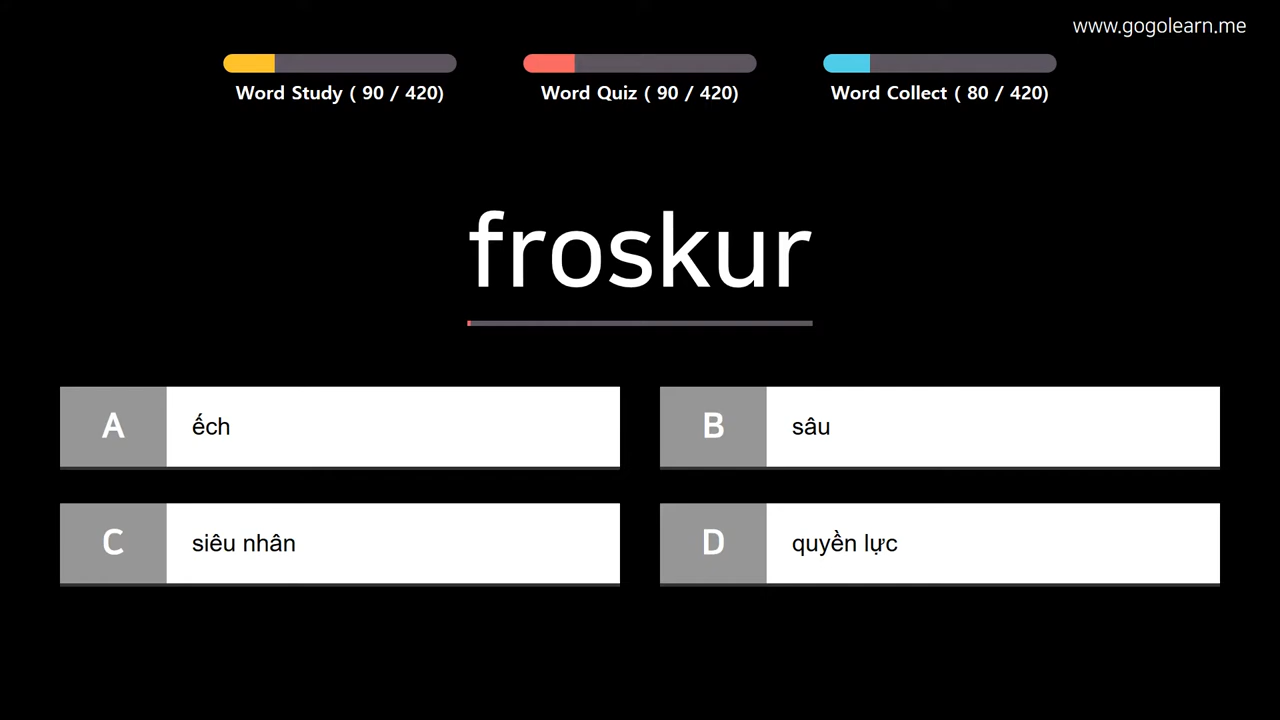 www.gogolearn.me
Word Study ( 90 / 420)
Word Quiz ( 90 / 420)
Word Collect ( 80 / 420)
froskur
A ếch
B sâu
C siêu nhân
D quyền lực